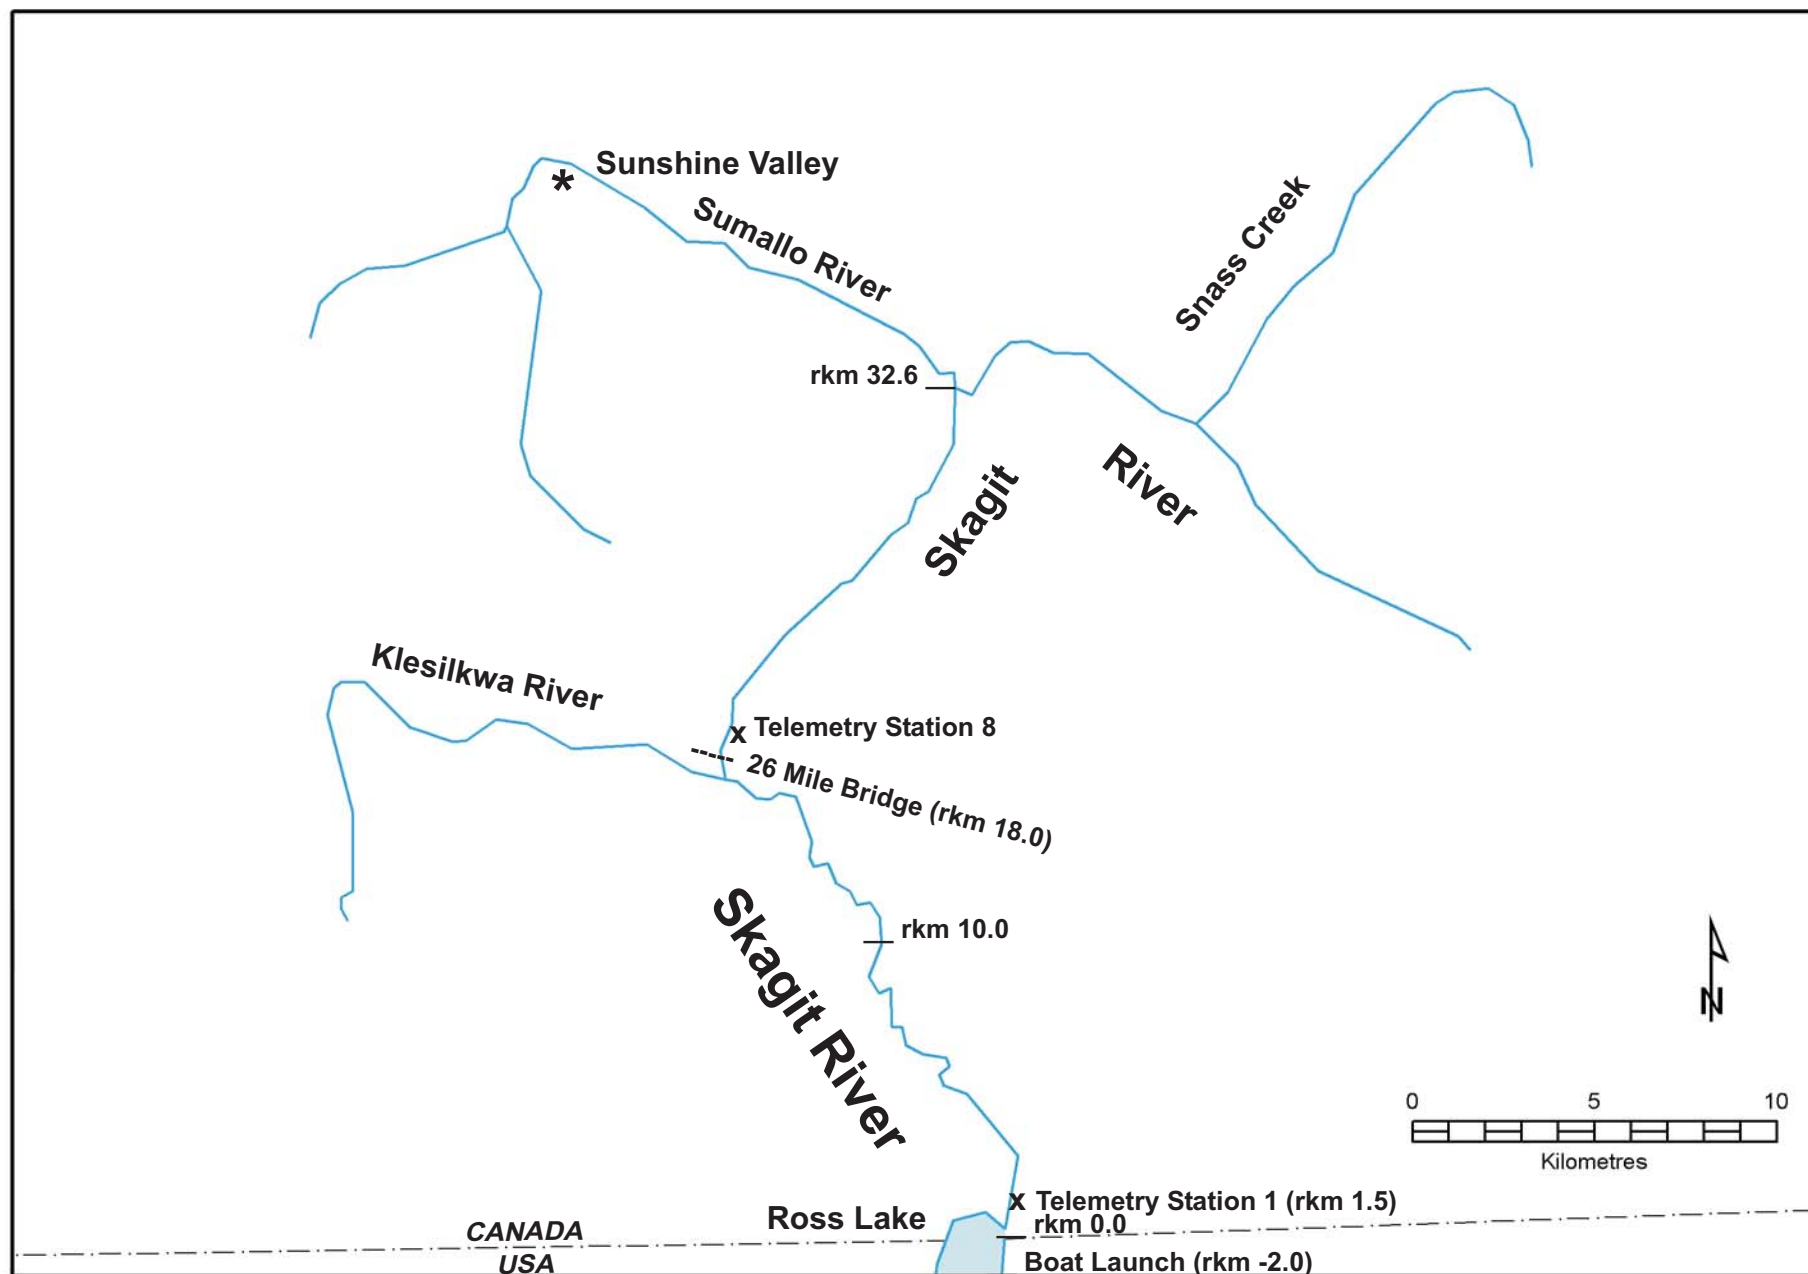 Sunshine Valley
*
Sumallo River
Snass Creek
rkm 32.6
Skagit
River
Klesilkwa River
x Telemetry Station 8
26 Mile Bridge (rkm 18.0)
Skagit River
rkm 10.0
N
0 5 10
Kilometres
x Telemetry Station 1 (rkm 1.5)
Ross Lake
rkm 0.0
CANADA
USA
Boat Launch (rkm -2.0)